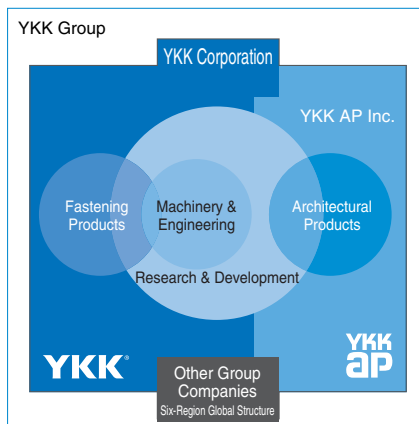 YKK Group
YKK Corporation
YKK AP Inc.
Fastening
Products
Machinery &
Engineering
Architectural
Products
Research & Development
YKK®
YKK
ap
Other Group
Companies
Six-Region Global Structure